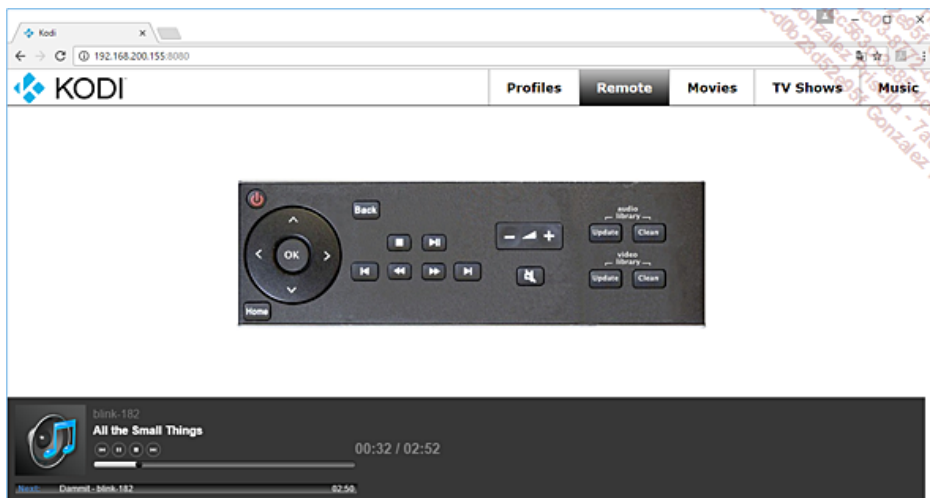 Kodi
192.168.200.155:8080
KODI
Profiles Remote Movies TV Shows Music
Back
audio
library
OK
Update Clean
video
library
Update Clean
Home
blink-182
All the Small Things
00:32 / 02:52
Next: Dammit - blink-182 02:50